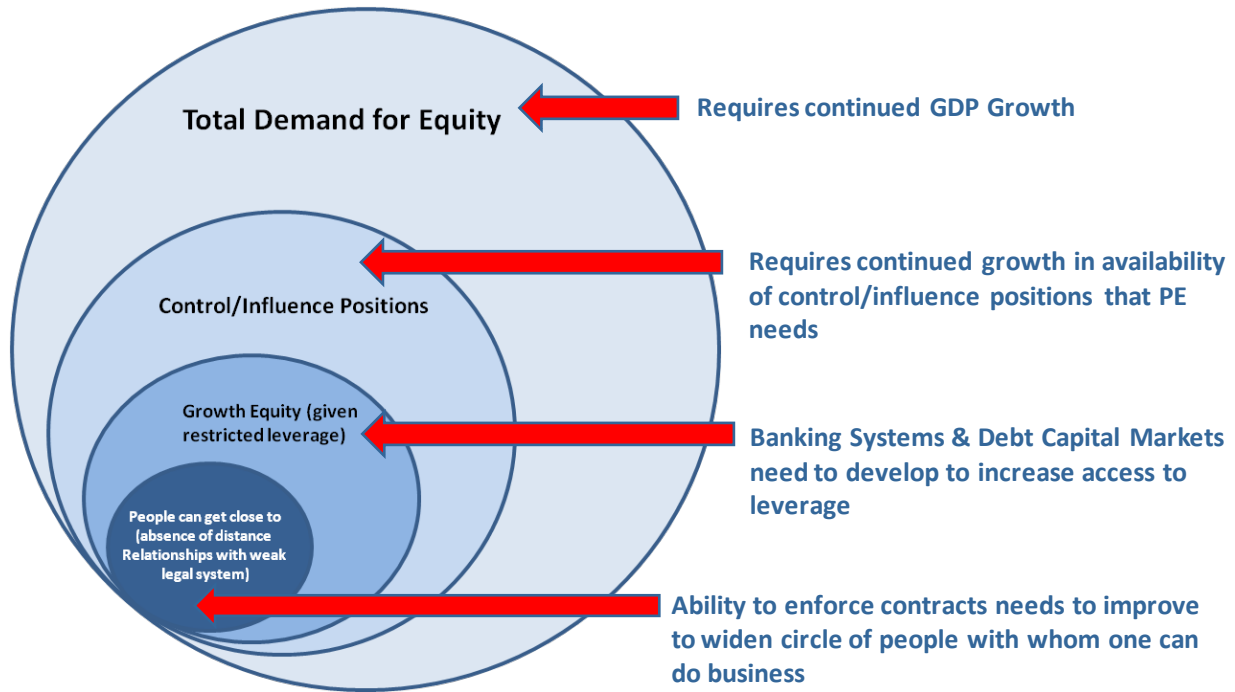 Total Demand for Equity
Requires continued GDP Growth
Control/Influence Positions
Requires continued growth in availability
of control/influence positions that PE
needs
Growth Equity (given
restricted leverage)
Banking Systems & Debt Capital Markets
need to develop to increase access to
leverage
People can get close to
(absence of distance
Relationships with weak
legal system)
Ability to enforce contracts needs to improve
to widen circle of people with whom one can
do business